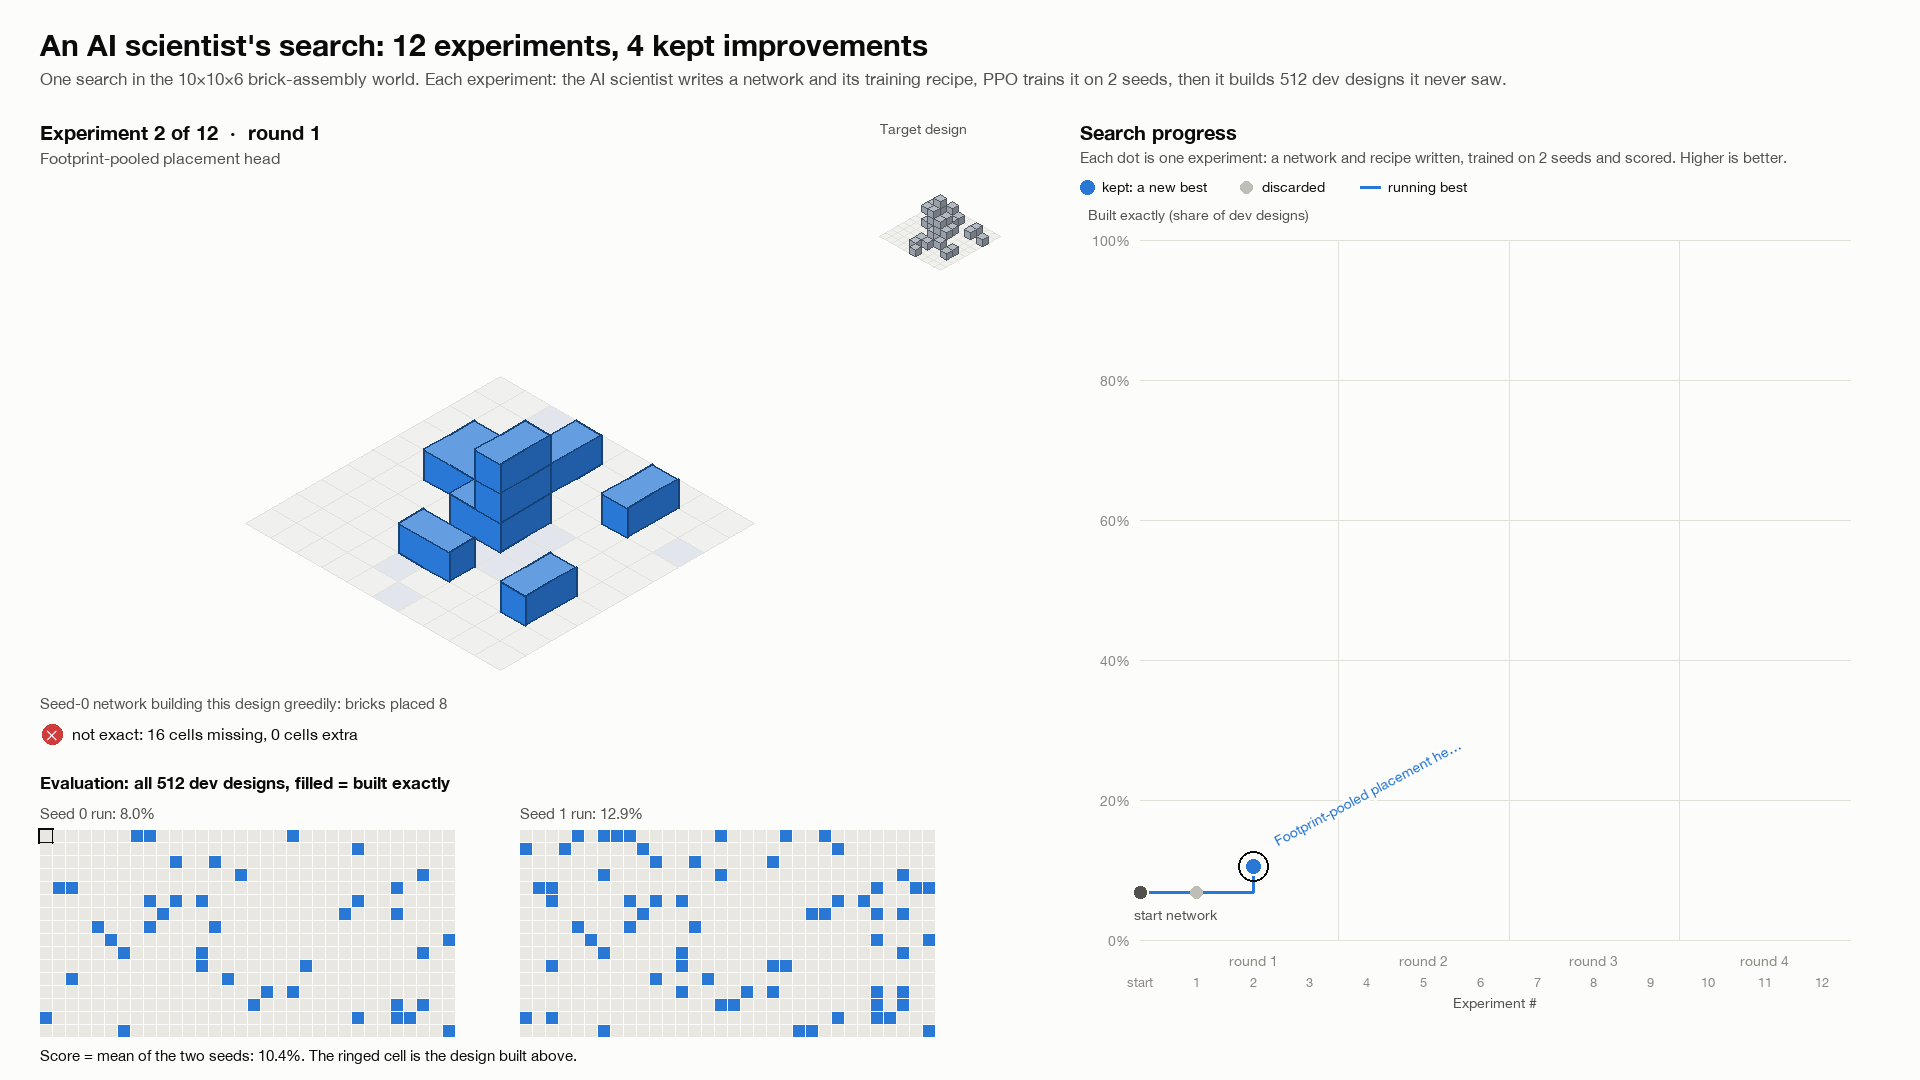 An AI scientist's search: 12 experiments, 4 kept improvements
One search in the 10×10×6 brick-assembly world. Each experiment: the AI scientist writes a network and its training recipe, PPO trains it on 2 seeds, then it builds 512 dev designs it never saw.
Experiment 2 of 12 · round 1
Footprint-pooled placement head
Target design
Seed-0 network building this design greedily: bricks placed 8
not exact: 16 cells missing, 0 cells extra
Evaluation: all 512 dev designs, filled = built exactly
Seed 0 run: 8.0%
Seed 1 run: 12.9%
Score = mean of the two seeds: 10.4%. The ringed cell is the design built above.
Search progress
Each dot is one experiment: a network and recipe written, trained on 2 seeds and scored. Higher is better.
kept: a new best
discarded
running best
Built exactly (share of dev designs)
100%
80%
60%
40%
20%
0%
Footprint-pooled placement he…
start network
round 1
round 2
round 3
round 4
start 1 2 3 4 5 6 7 8 9 10 11 12
Experiment #